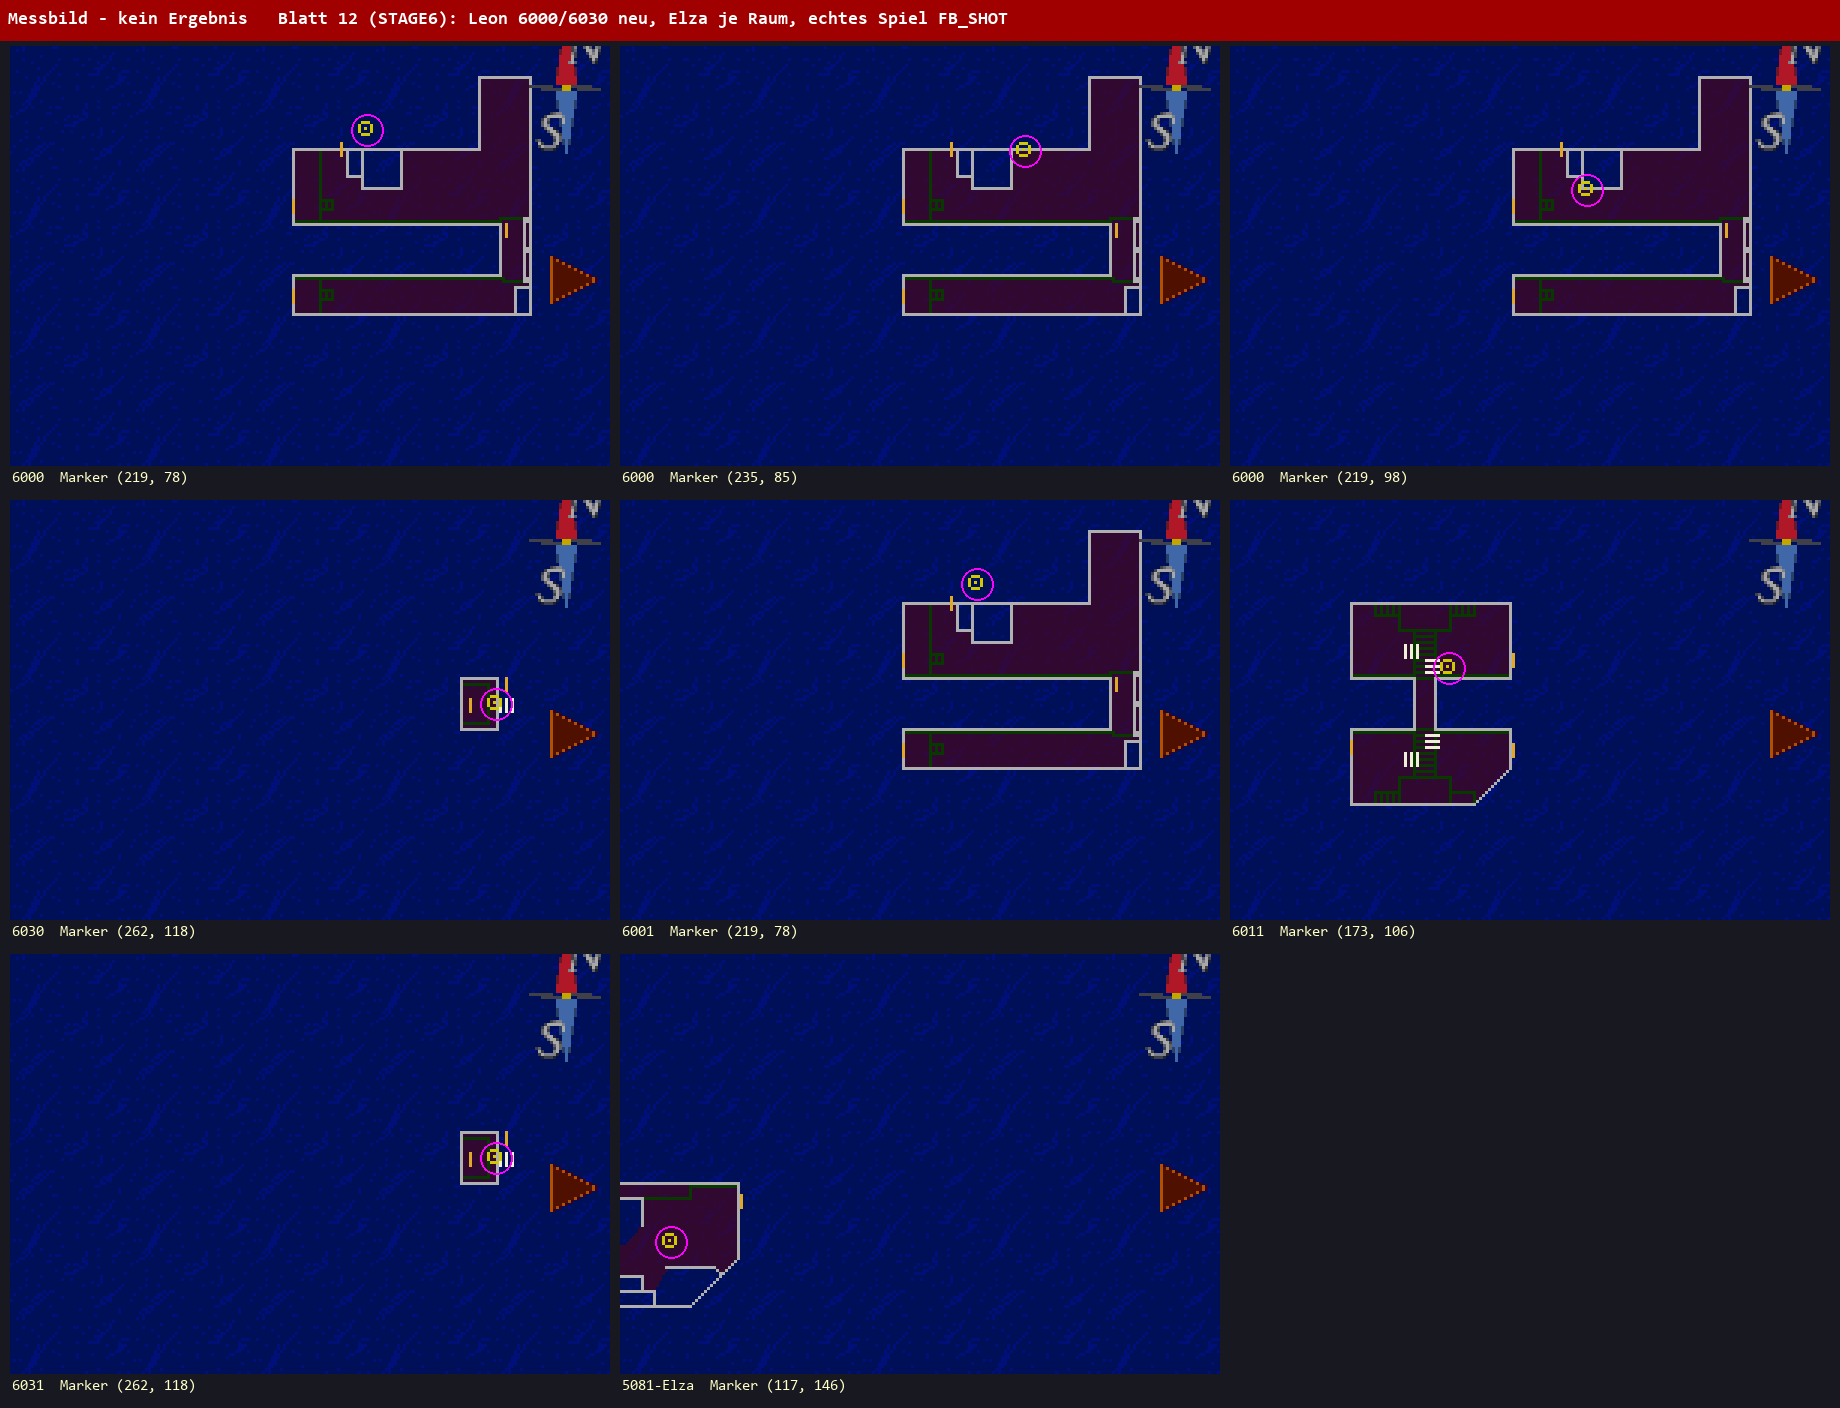 Messbild - kein Ergebnis   Blatt 12 (STAGE6): Leon 6000/6030 neu, Elza je Raum, echtes Spiel FB_SHOT
N N N
S S S
6000  Marker (219, 78)
6000  Marker (235, 85)
6000  Marker (219, 98)
N N N
S S S
6030  Marker (262, 118)
6001  Marker (219, 78)
6011  Marker (173, 106)
N N
S S
6031  Marker (262, 118)
5081-Elza  Marker (117, 146)